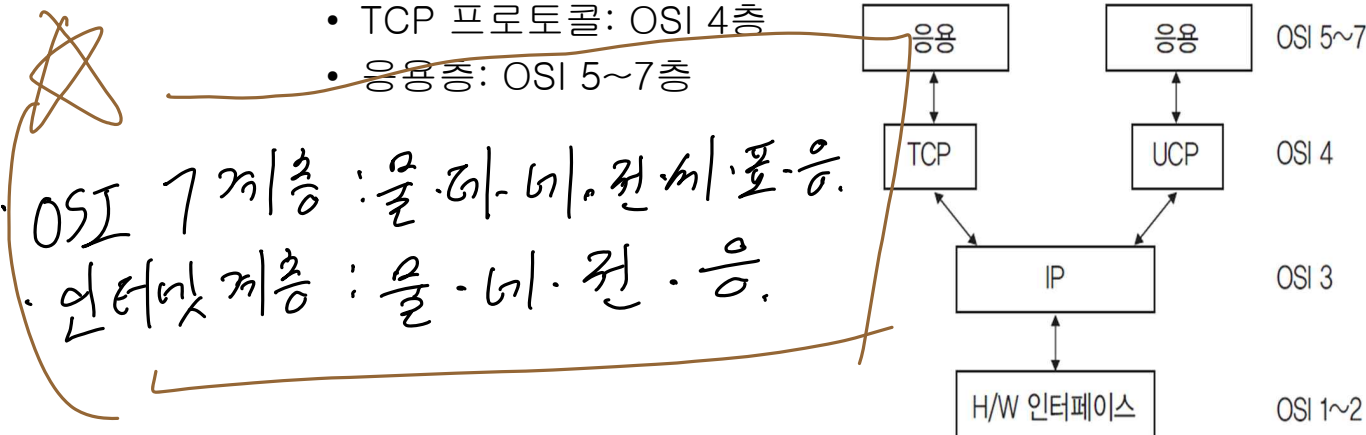 • TCP 프로토콜: OSI 4층
• 응용층: OSI 5~7층
OSI 7계층 : 물.데.네.전.세.표.응.
인터넷계층 : 물.네.전.응.
응용 응용 OSI 5~7
TCP UCP OSI 4
IP OSI 3
H/W 인터페이스 OSI 1~2